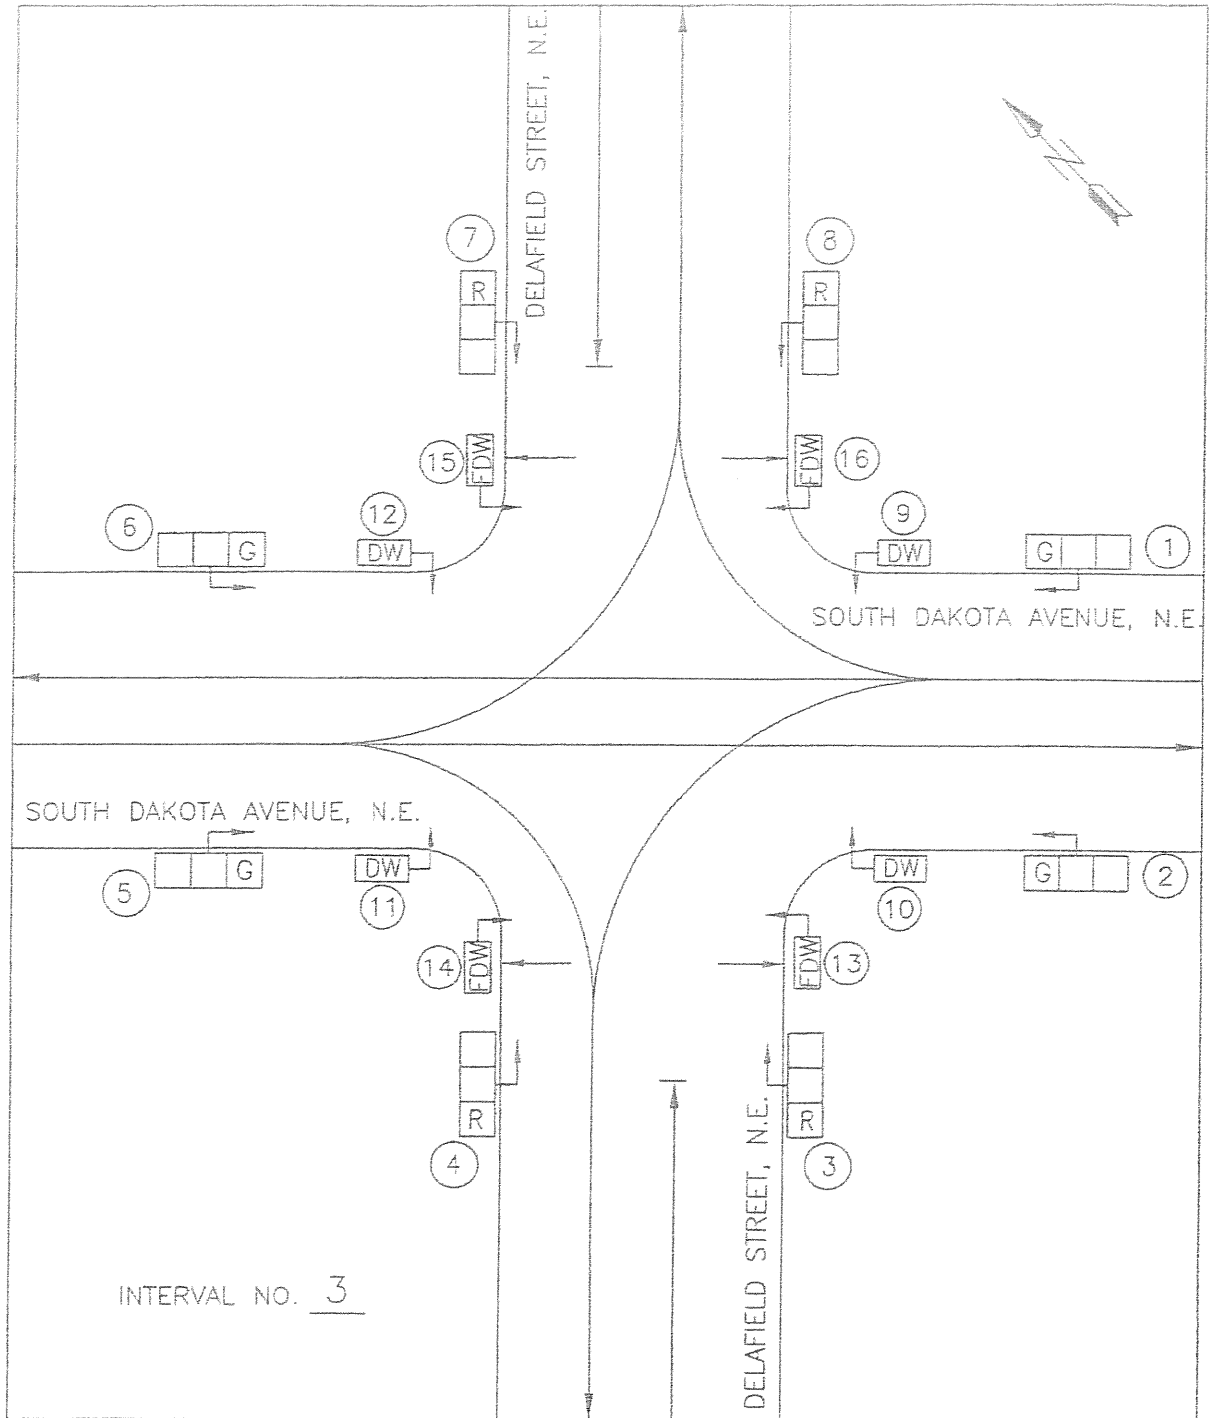 DELAFIELD STREET, N.E.
N
7
R
8
R
15
FDW
FDW
16
6
G
12
DW
9
DW
G
1
SOUTH DAKOTA AVENUE, N.E.
SOUTH DAKOTA AVENUE, N.E.
5
G
DW
11
DW
10
G
2
14
FDW
FDW
13
R
4
R
3
DELAFIELD STREET, N.E.
INTERVAL NO. 3